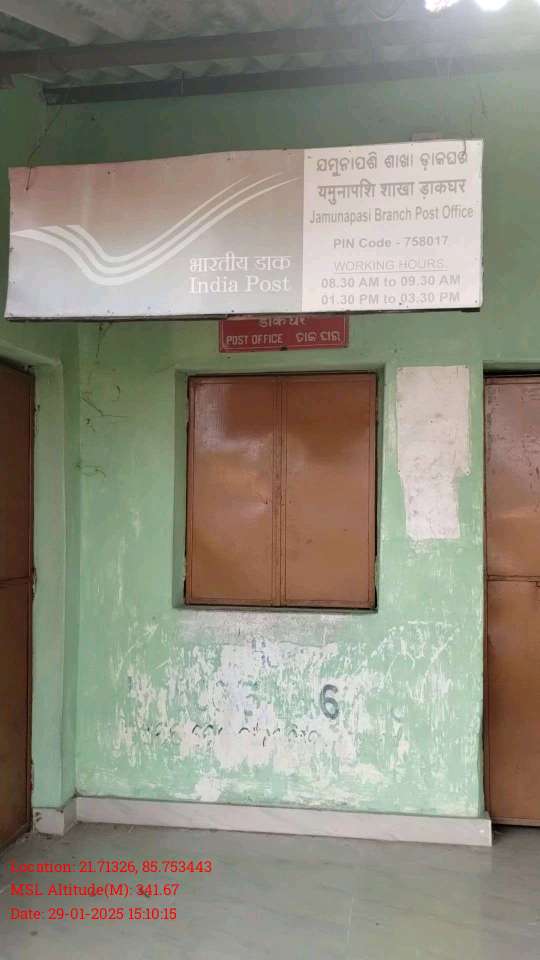 ଯମୁନାପଶି ଶାଖା ଡ଼ାକଘର
यमुनापशि शाखा ड़ाकघर
Jamunapasi Branch Post Office
PIN Code - 758017
WORKING HOURS
08.30 AM to 09.30 AM
01.30 PM to 03.30 PM
भारतीय डाक
India Post
डाकघर
POST OFFICE ଡାକ ଘର
6
Location: 21.71326, 85.753443
MSL Altitude(M): 341.67
Date: 29-01-2025 15:10:15